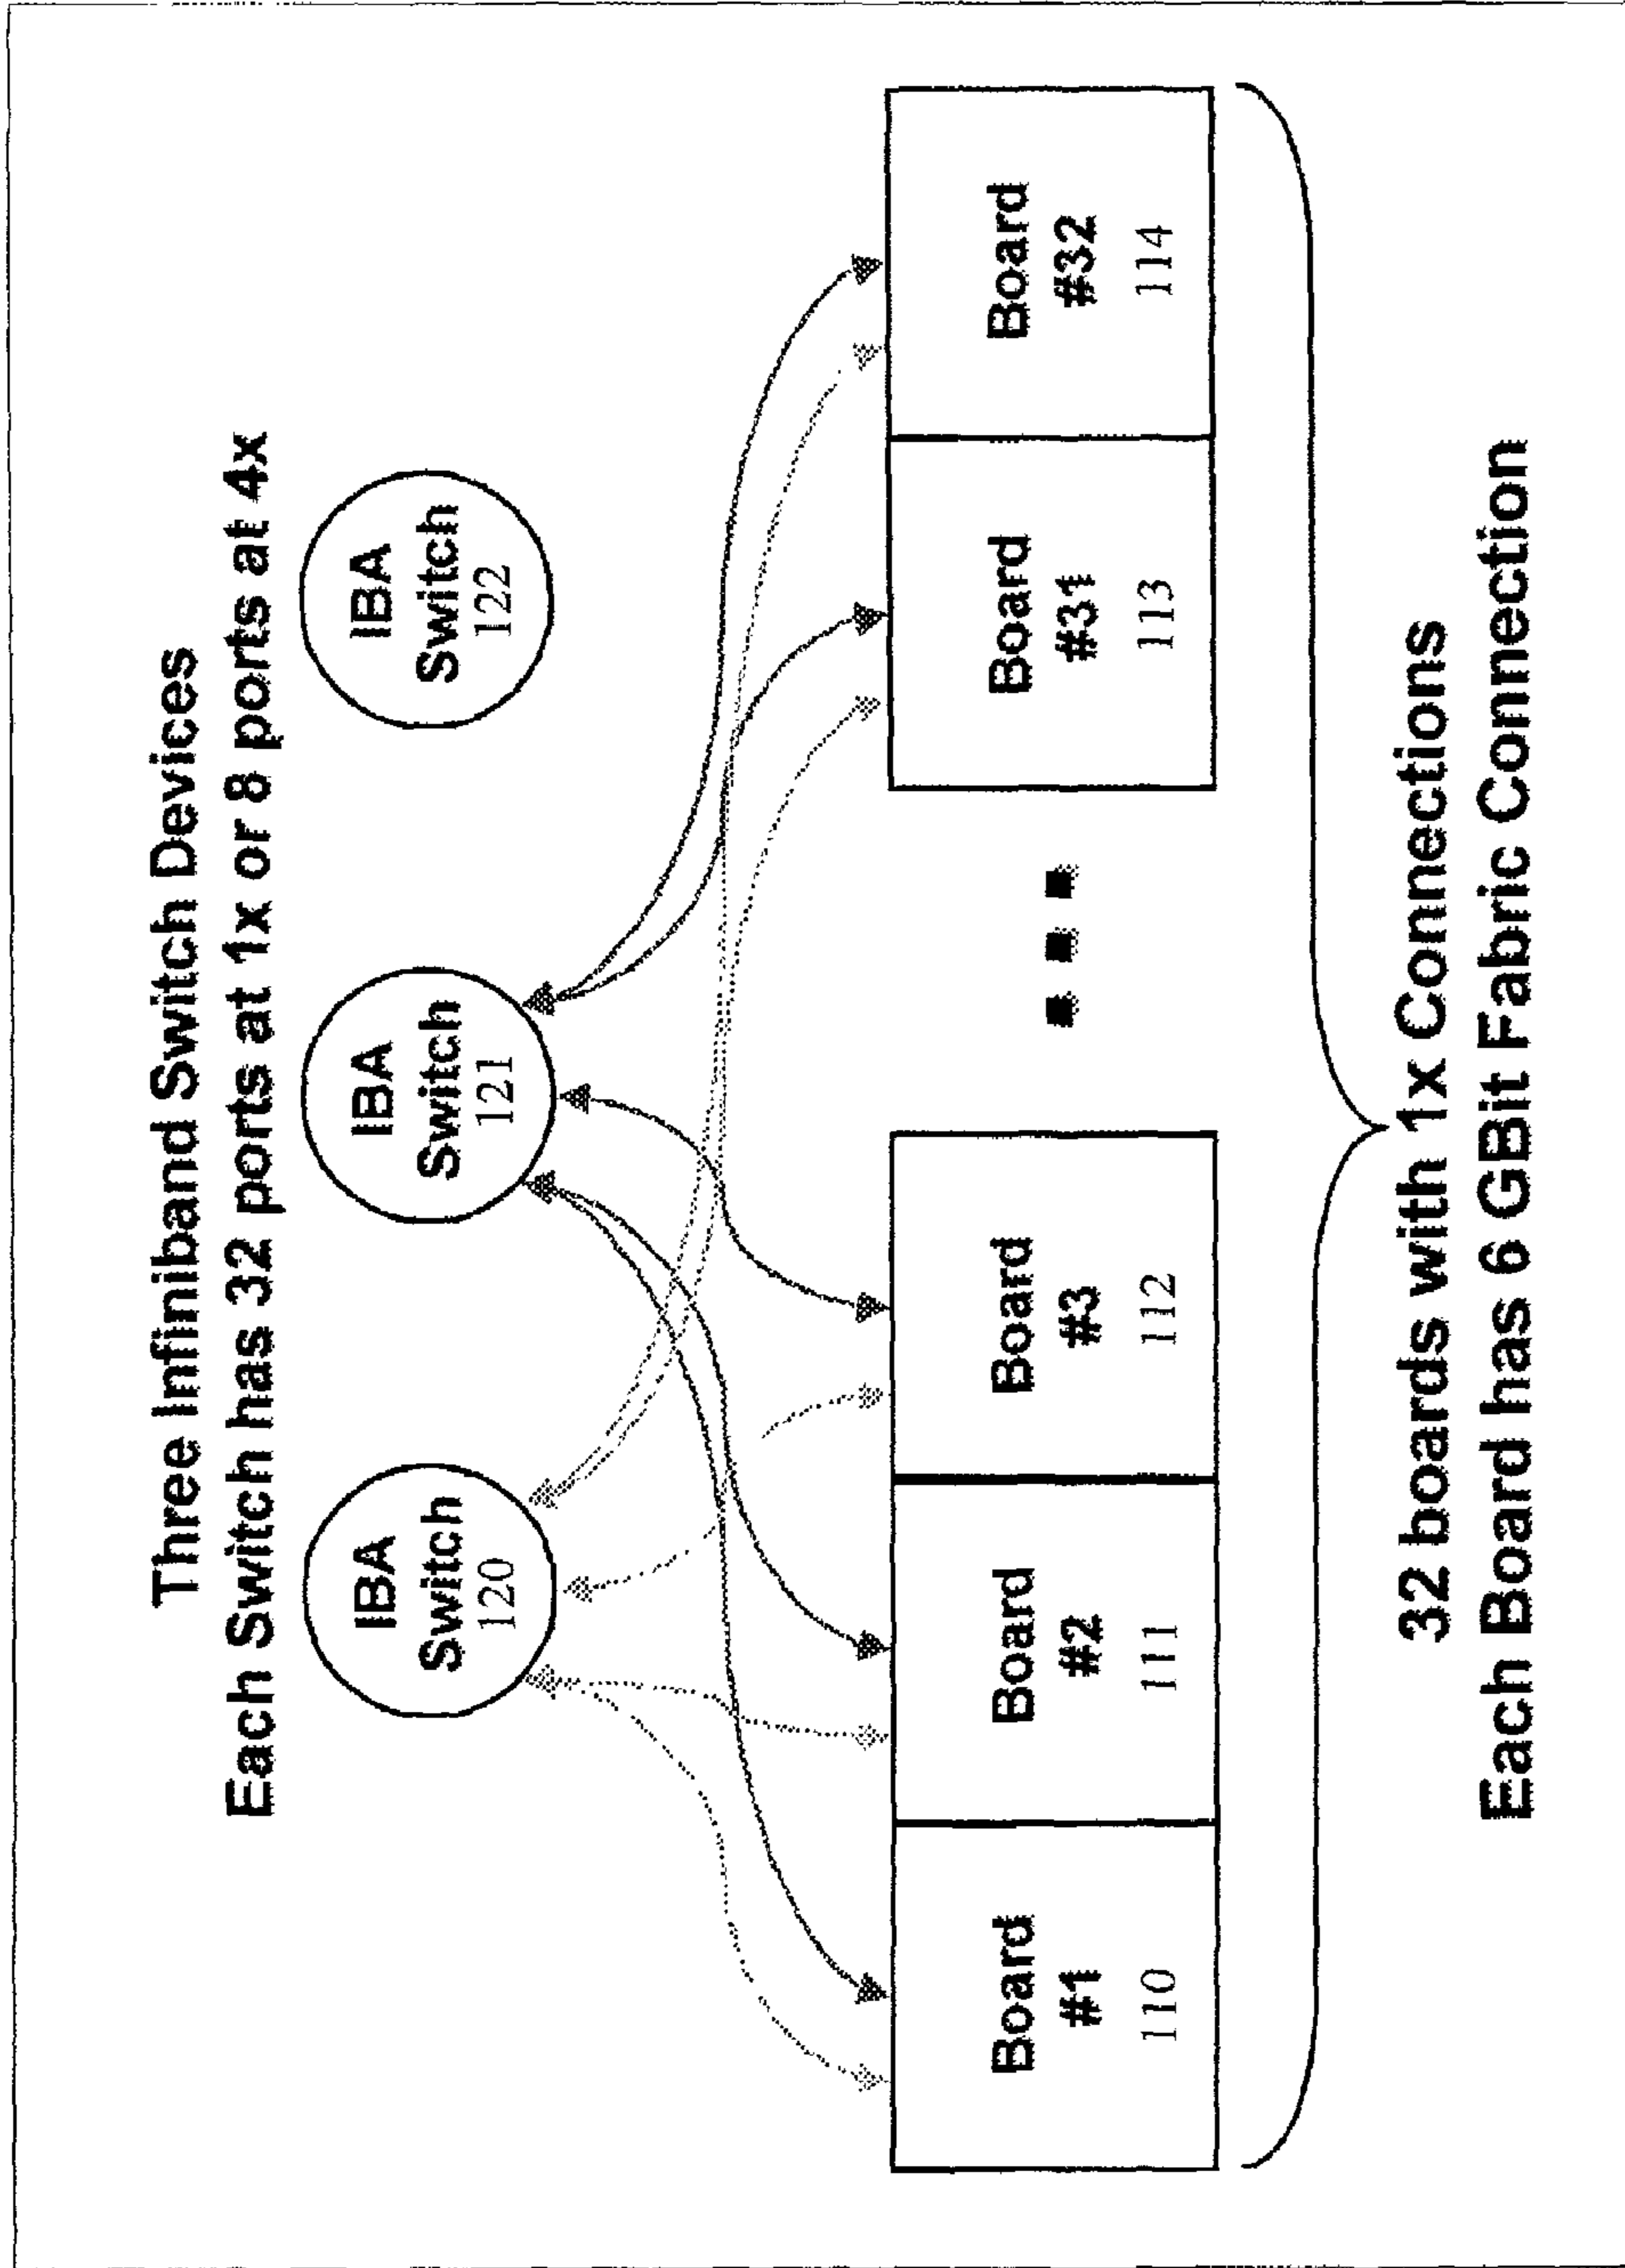 Three Infiniband Switch Devices
Each Switch has 32 ports at 1x or 8 ports at 4x
IBA
Switch
120
IBA
Switch
121
IBA
Switch
122
Board
#1
110
Board
#2
111
Board
#3
112
Board
#31
113
Board
#32
114
32 boards with 1x Connections
Each Board has 6 GBit Fabric Connection